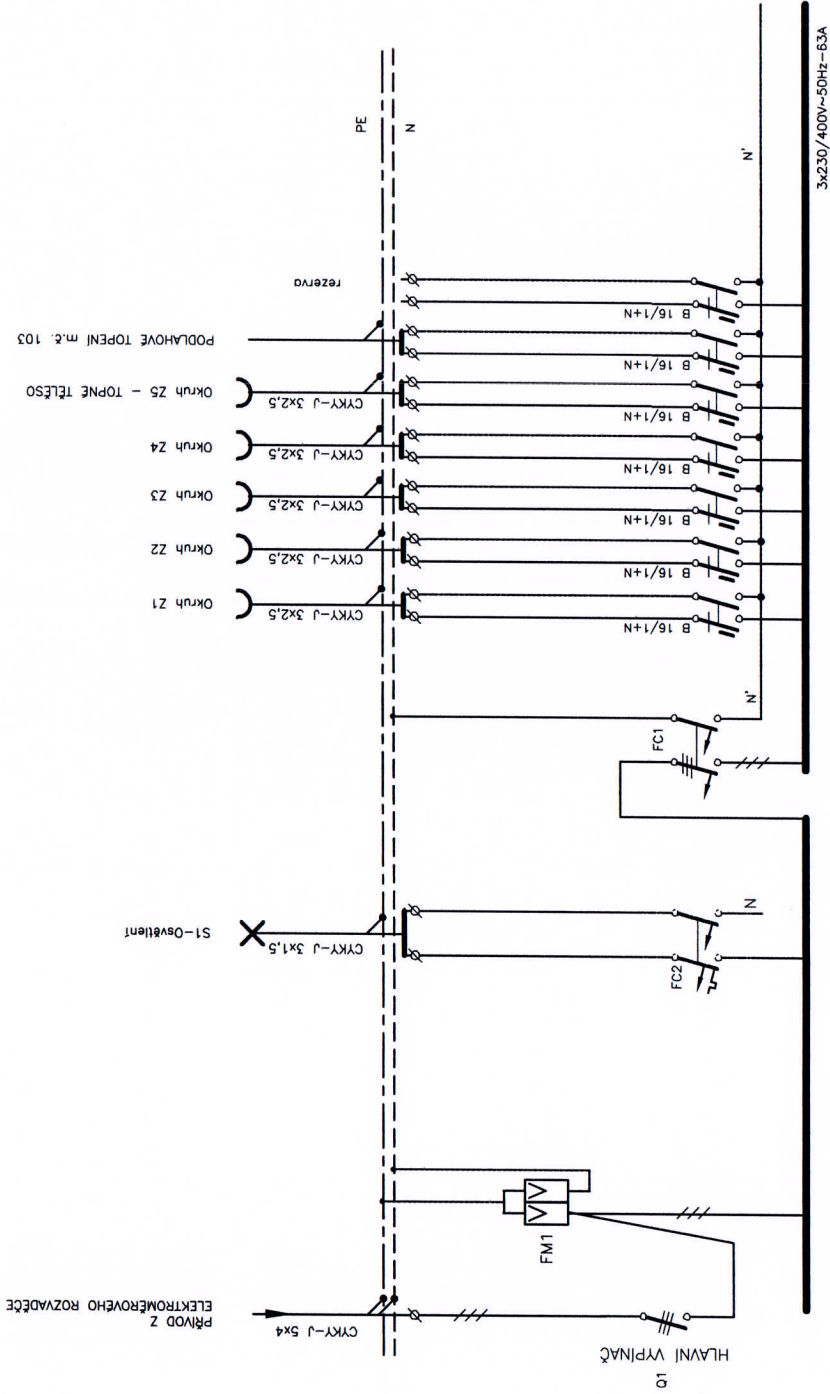 3x230/400V~50Hz-63A
PE
N
N'
rezerva
PODLAHOVÉ TOPENÍ m.č. 103
Okruh Z5 - TOPNÉ TĚLESO
Okruh Z4
Okruh Z3
Okruh Z2
Okruh Z1
CYKY-J 3x2,5
CYKY-J 3x2,5
CYKY-J 3x2,5
CYKY-J 3x2,5
CYKY-J 3x2,5
B 16/1+N
B 16/1+N
B 16/1+N
B 16/1+N
B 16/1+N
B 16/1+N
B 16/1+N
N'
FC1
S1-Osvětlení
CYKY-J 3x1,5
N
FC2
FM1
PŘÍVOD Z
ELEKTROMĚROVÉHO ROZVADĚČE
CYKY-J 5x4
HLAVNÍ VYPÍNAČ
Q1